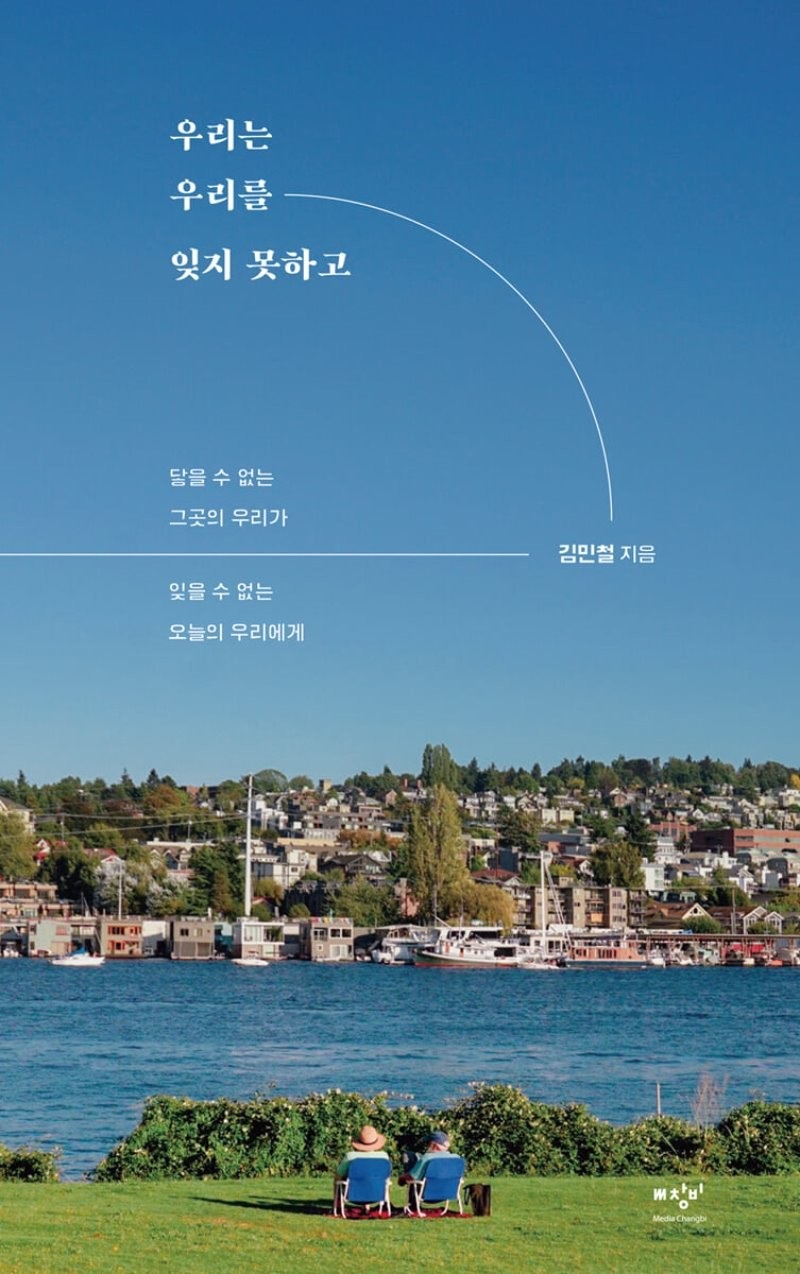 우리는
우리를
잊지 못하고
닿을 수 없는
그곳의 우리가
김민철 지음
잊을 수 없는
오늘의 우리에게
창비
Media Changbi